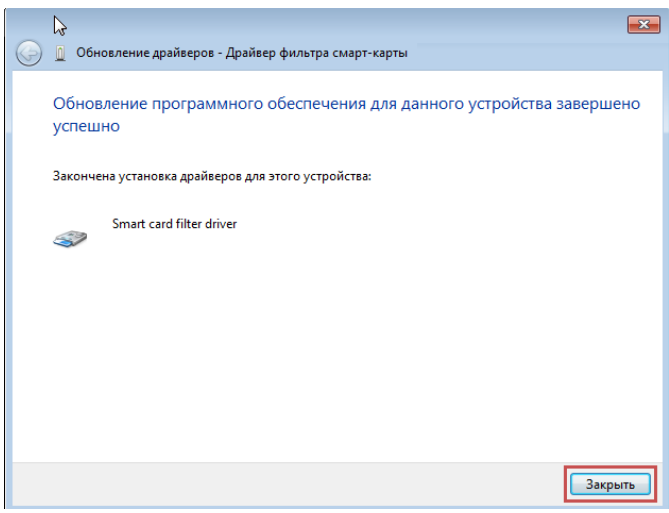 Обновление драйверов - Драйвер фильтра смарт-карты
Обновление программного обеспечения для данного устройства завершено
успешно
Закончена установка драйверов для этого устройства:
Smart card filter driver
Закрыть